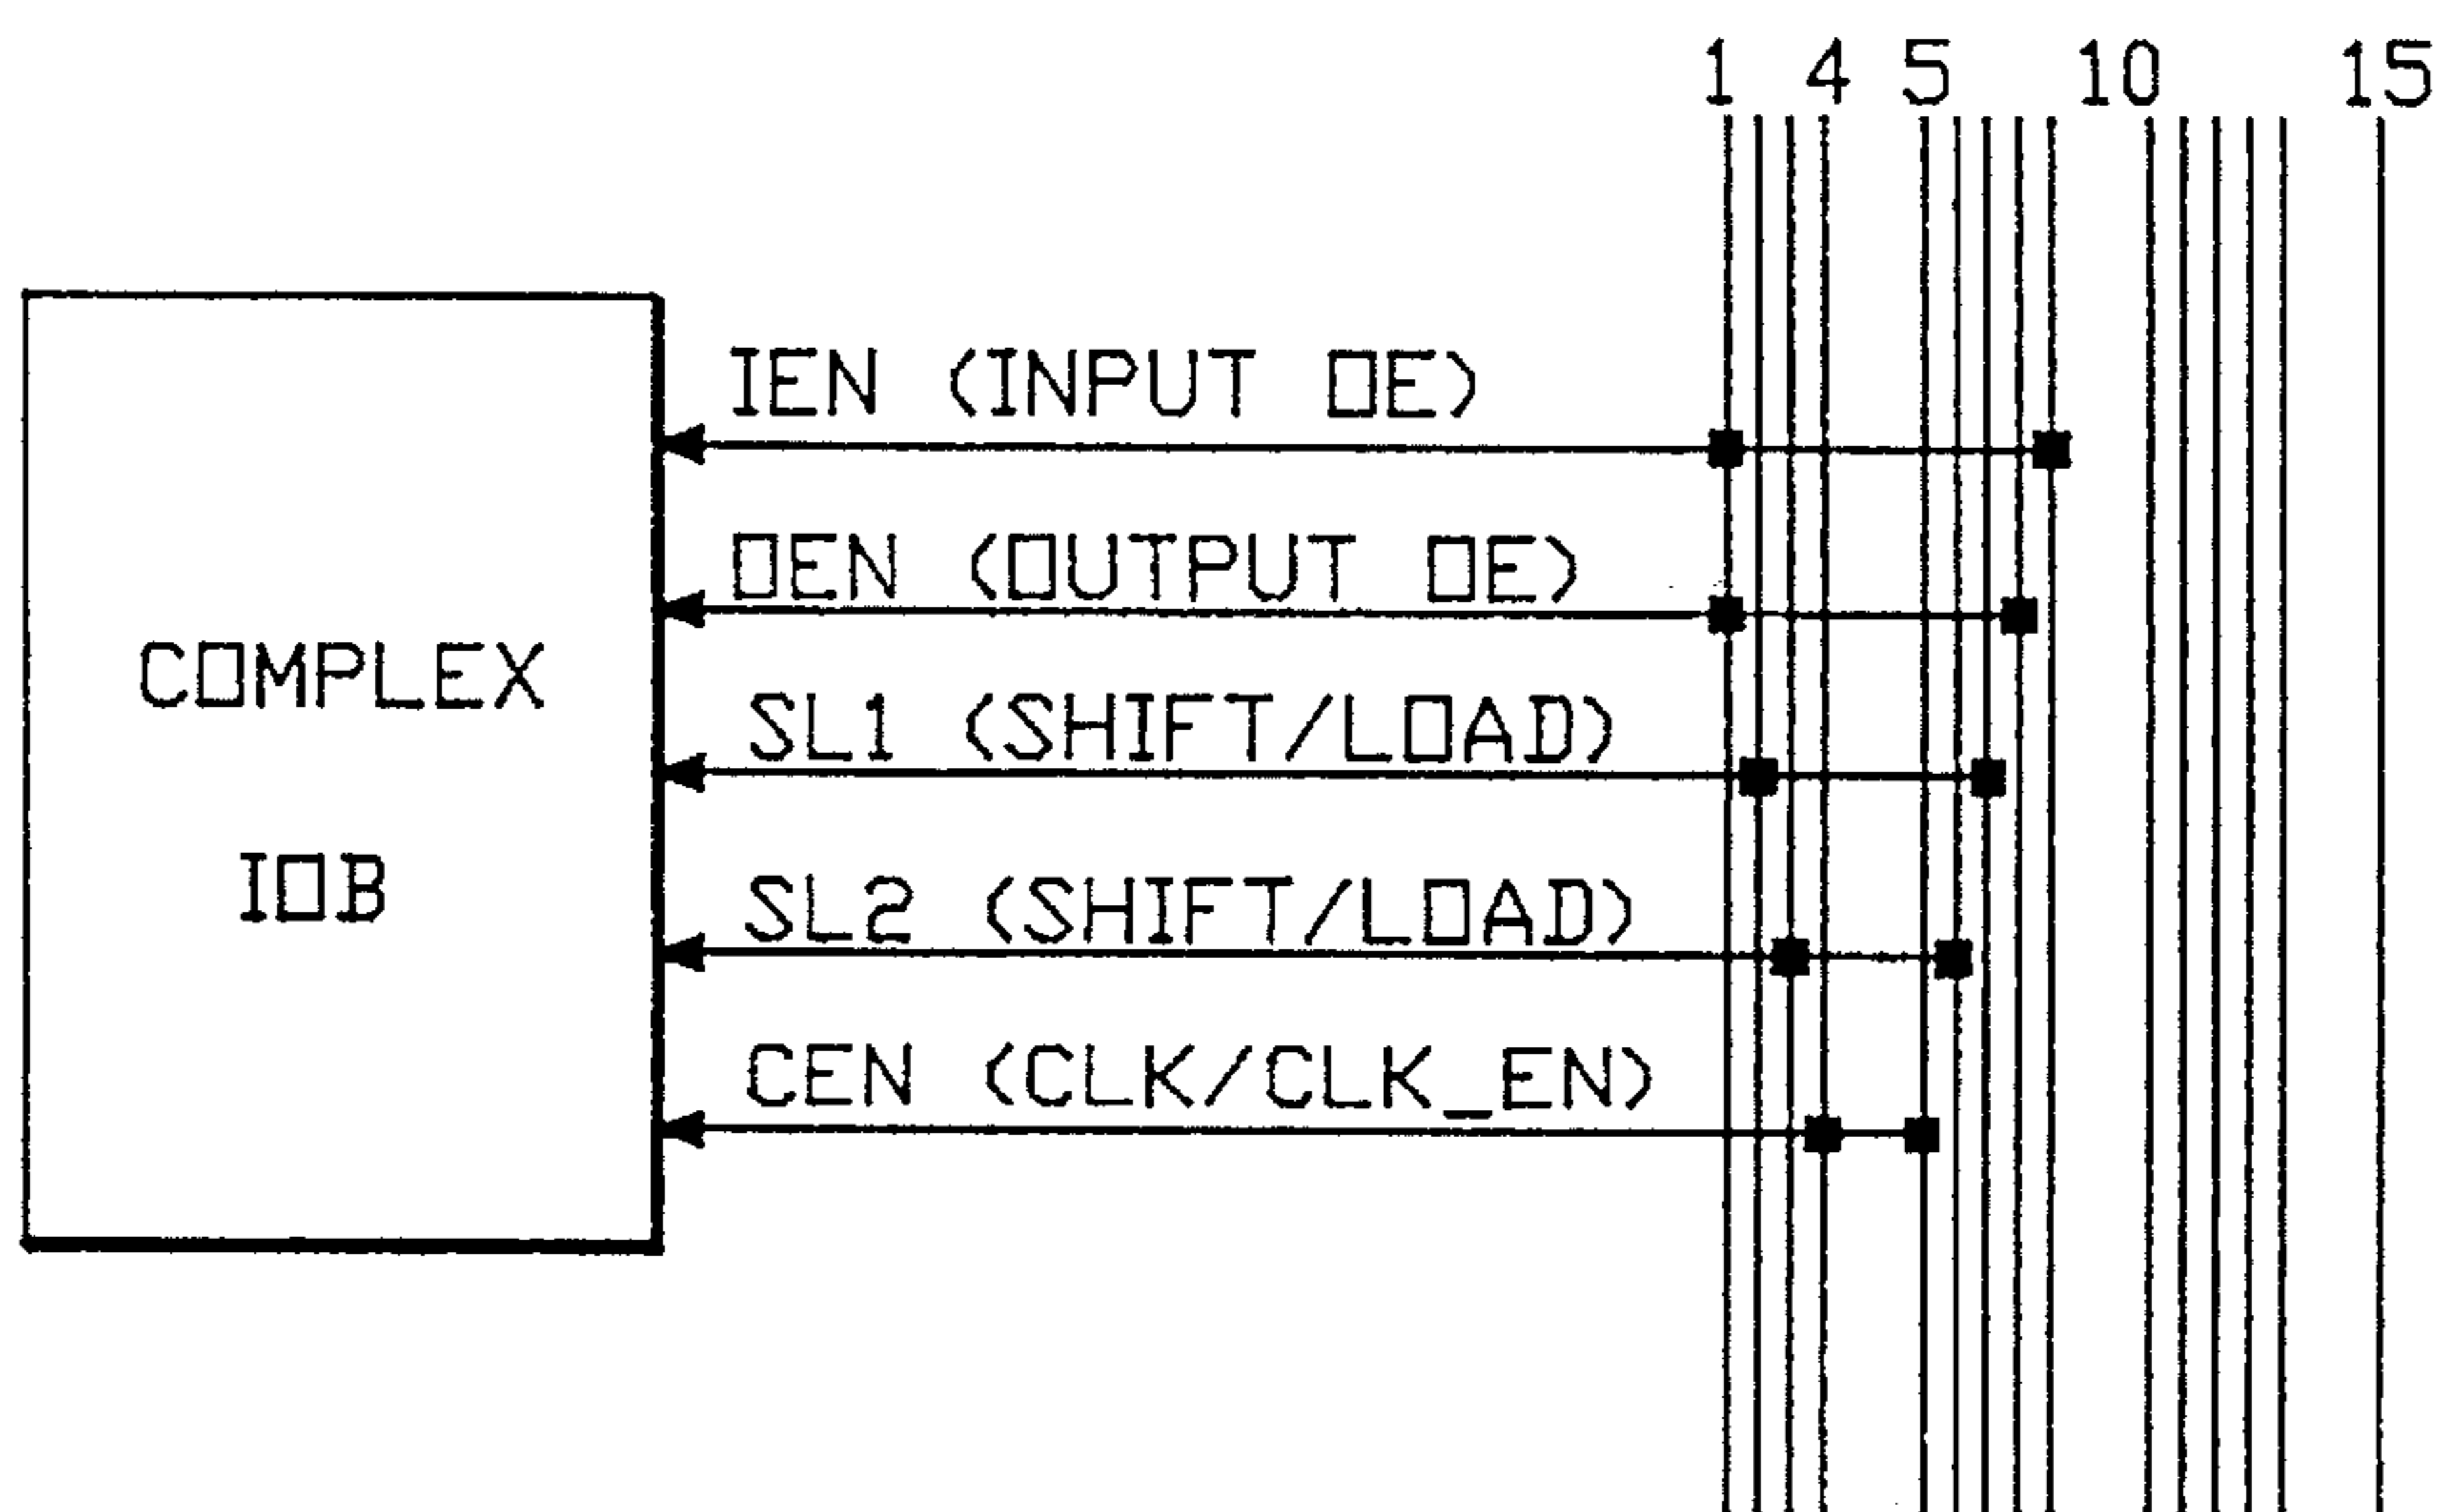 1 4 5 10 15
IEN (INPUT OE)
OEN (OUTPUT OE)
COMPLEX
SL1 (SHIFT/LOAD)
IOB
SL2 (SHIFT/LOAD)
CEN (CLK/CLK_EN)